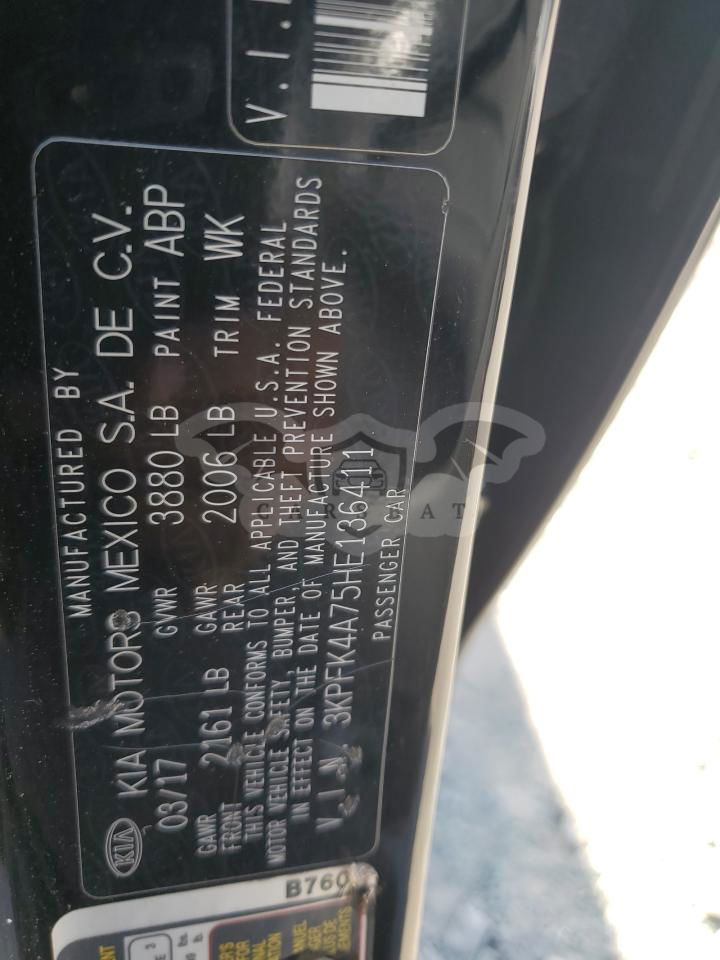 MANUFACTURED BY
KIA KIA MOTORS MEXICO S.A. DE C.V.
03/17 GVWR 3880 LB PAINT ABP
GAWR FRONT 2161 LB GAWR REAR 2006 LB TRIM WK
THIS VEHICLE CONFORMS TO ALL APPLICABLE U.S.A. FEDERAL
MOTOR VEHICLE SAFETY, BUMPER, AND THEFT PREVENTION STANDARDS
IN EFFECT ON THE DATE OF MANUFACTURE SHOWN ABOVE.
V.I.N. 3KPFK4A75HE136411
PASSENGER CAR
V.I.
B760